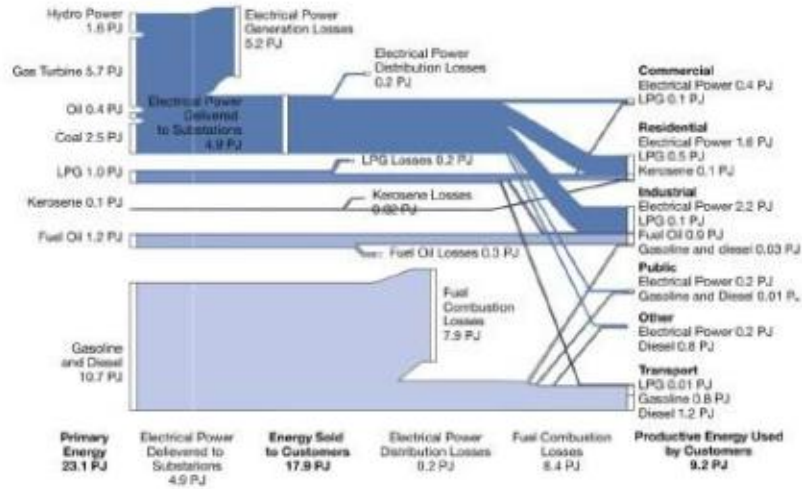 Hydro Power
1.6 PJ
Gas Turbine 5.7 PJ
Oil 0.4 PJ
Coal 2.5 PJ
LPG 1.0 PJ
Kerosene 0.1 PJ
Fuel Oil 1.2 PJ
Gasoline
and Diesel
10.7 PJ
Electrical Power
Generation Losses
5.2 PJ
Electrical Power
Delivered
to Substations
4.9 PJ
Electrical Power
Distribution Losses
0.2 PJ
LPG Losses 0.2 PJ
Kerosene Losses
0.02 PJ
Fuel Oil Losses 0.3 PJ
Fuel
Combustion
Losses
7.9 PJ
Commercial
Electrical Power 0.4 PJ
LPG 0.1 PJ
Residential
Electrical Power 1.6 PJ
LPG 0.5 PJ
Kerosene 0.1 PJ
Industrial
Electrical Power 2.2 PJ
LPG 0.1 PJ
Fuel Oil 0.9 PJ
Gasoline and diesel 0.03 PJ
Public
Electrical Power 0.2 PJ
Gasoline and Diesel 0.01 PJ
Other
Electrical Power 0.2 PJ
Diesel 0.8 PJ
Transport
LPG 0.01 PJ
Gasoline 0.8 PJ
Diesel 1.2 PJ
Primary
Energy
23.1 PJ
Electrical Power
Delievered to
Substations
4.9 PJ
Energy Sold
to Customers
17.9 PJ
Electrical Power
Distribution Losses
0.2 PJ
Fuel Combustion
Losses
8.4 PJ
Productive Energy Used
by Customers
9.2 PJ